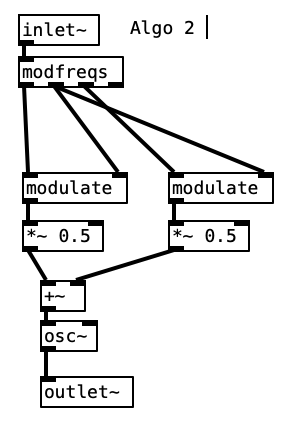 inlet~ Algo 2
modfreqs
modulate modulate
*~ 0.5 *~ 0.5
+~
osc~
outlet~